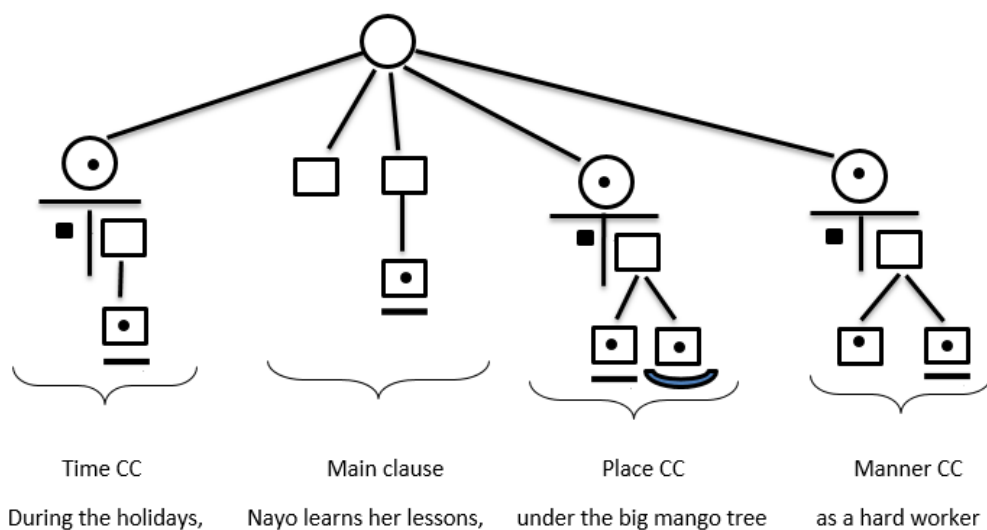 Time CC Main clause Place CC Manner CC
During the holidays, Nayo learns her lessons, under the big mango tree as a hard worker